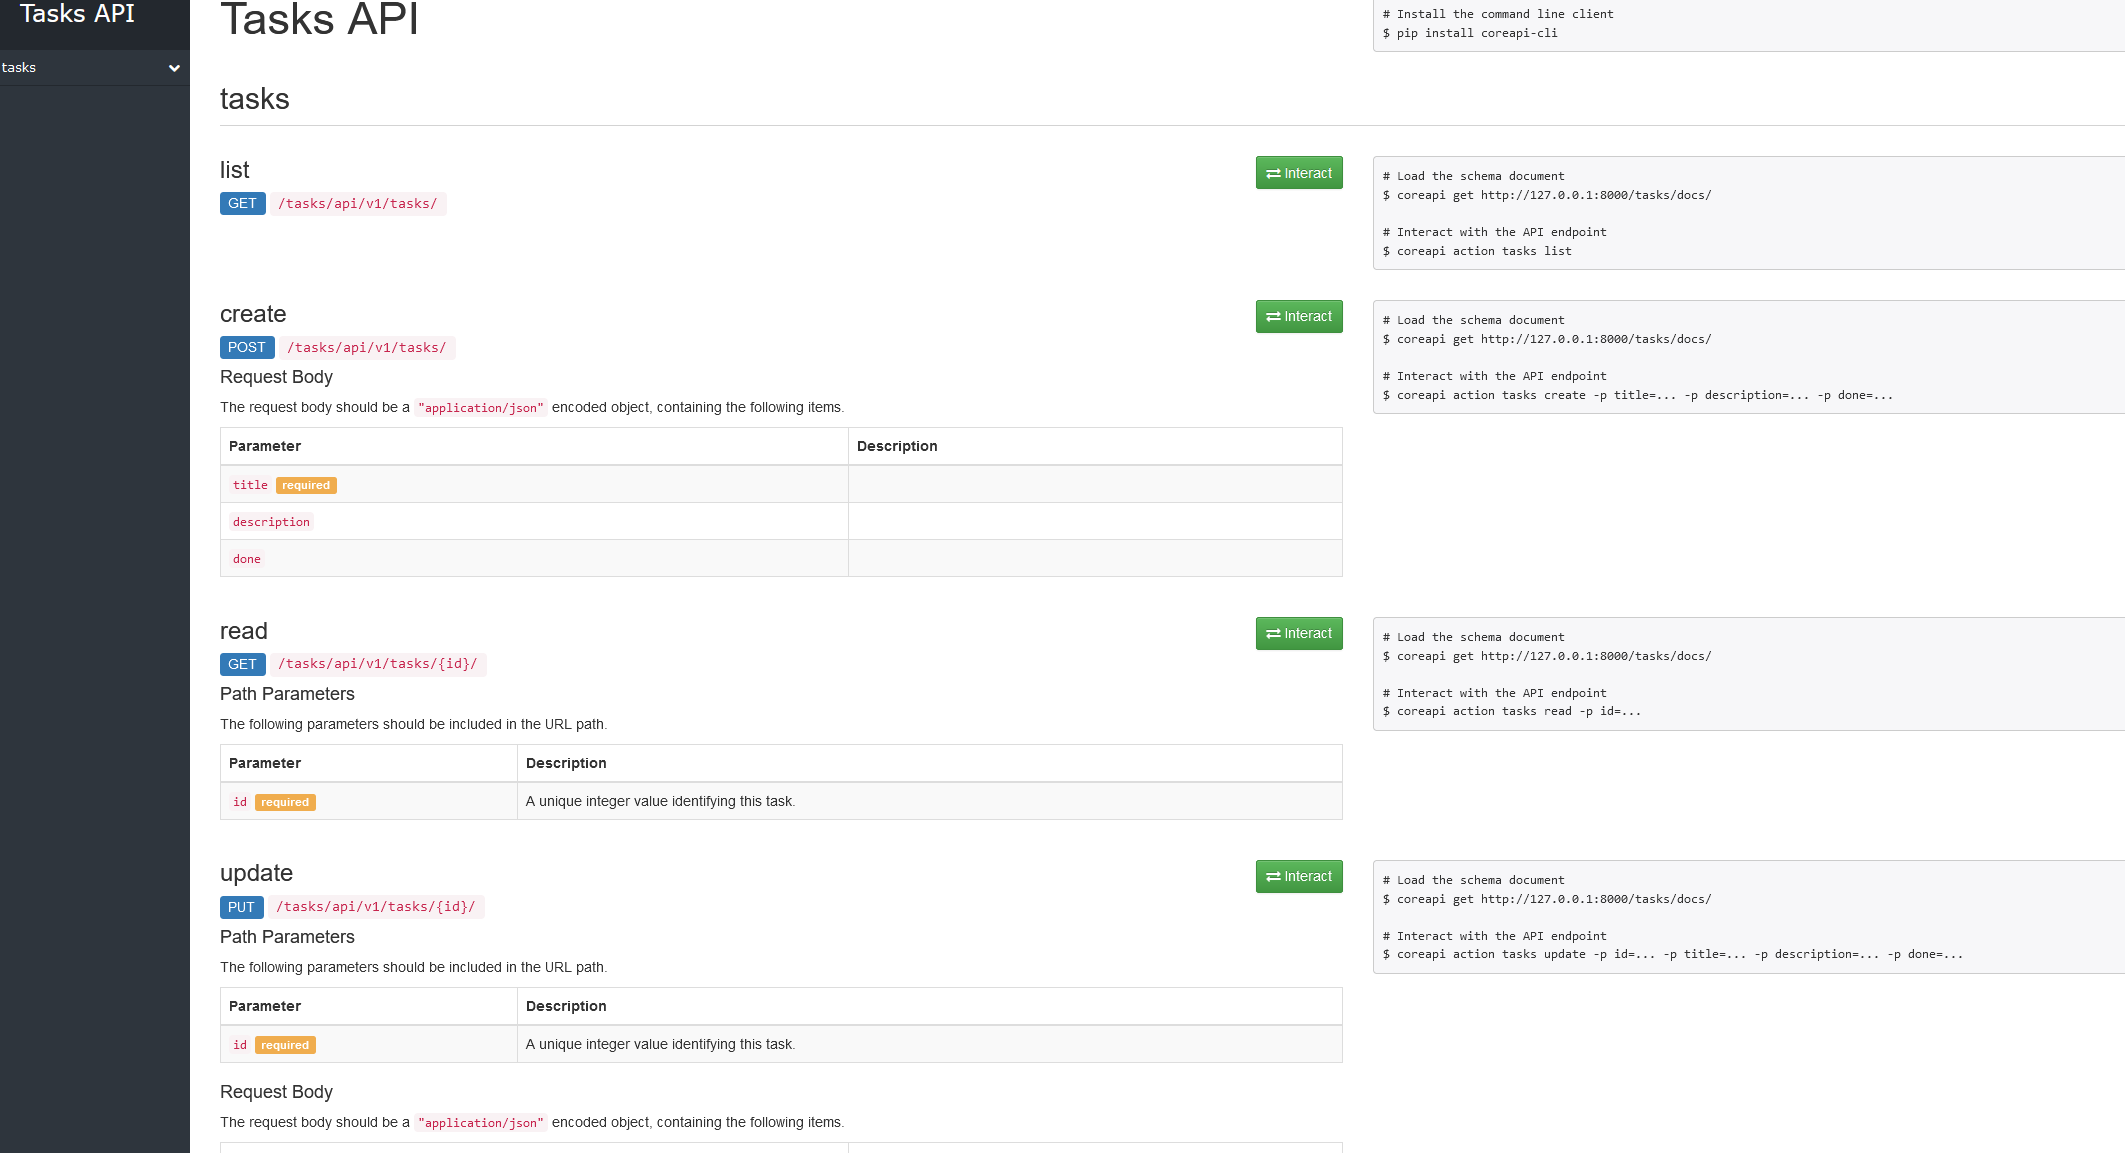 Tasks API
tasks
Tasks API
# Install the command line client
$ pip install coreapi-cli
tasks
list
Interact
GET /tasks/api/v1/tasks/
# Load the schema document
$ coreapi get http://127.0.0.1:8000/tasks/docs/
# Interact with the API endpoint
$ coreapi action tasks list
create
Interact
POST /tasks/api/v1/tasks/
Request Body
The request body should be a "application/json" encoded object, containing the following items.
Parameter Description
title required
description
done
# Load the schema document
$ coreapi get http://127.0.0.1:8000/tasks/docs/
# Interact with the API endpoint
$ coreapi action tasks create -p title=... -p description=... -p done=...
read
Interact
GET /tasks/api/v1/tasks/{id}/
Path Parameters
The following parameters should be included in the URL path.
Parameter Description
id required A unique integer value identifying this task.
# Load the schema document
$ coreapi get http://127.0.0.1:8000/tasks/docs/
# Interact with the API endpoint
$ coreapi action tasks read -p id=...
update
Interact
PUT /tasks/api/v1/tasks/{id}/
Path Parameters
The following parameters should be included in the URL path.
Parameter Description
id required A unique integer value identifying this task.
Request Body
The request body should be a "application/json" encoded object, containing the following items.
# Load the schema document
$ coreapi get http://127.0.0.1:8000/tasks/docs/
# Interact with the API endpoint
$ coreapi action tasks update -p id=... -p title=... -p description=... -p done=...